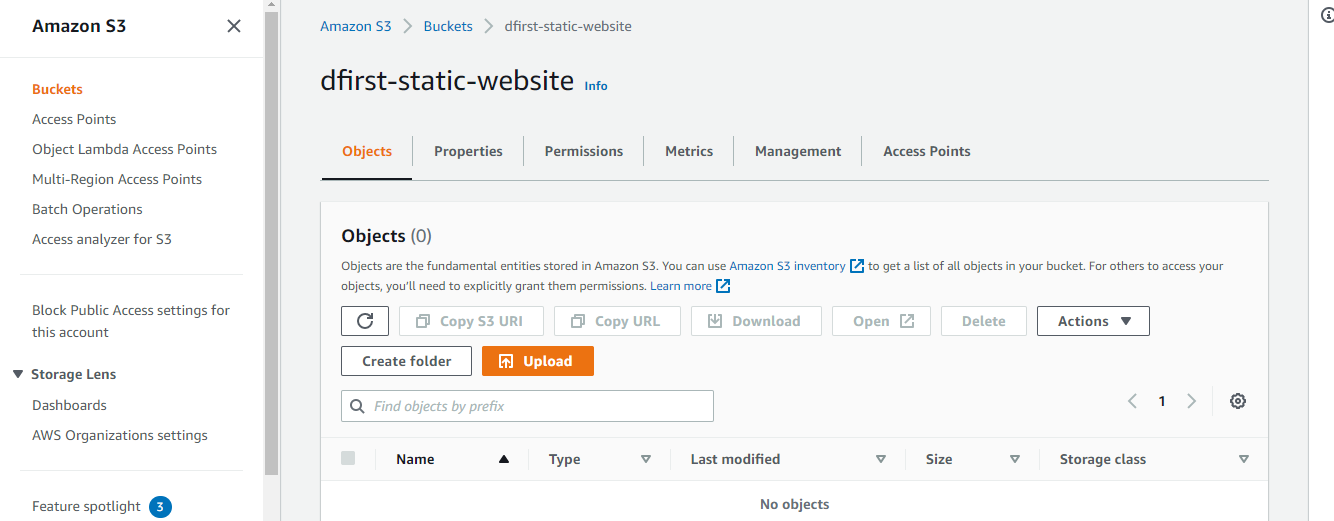 Amazon S3
Buckets
Access Points
Object Lambda Access Points
Multi-Region Access Points
Batch Operations
Access analyzer for S3
Block Public Access settings for
this account
Storage Lens
Dashboards
AWS Organizations settings
Feature spotlight 3
Amazon S3 Buckets dfirst-static-website
dfirst-static-website Info
Objects Properties Permissions Metrics Management Access Points
Objects (0)
Objects are the fundamental entities stored in Amazon S3. You can use Amazon S3 inventory to get a list of all objects in your bucket. For others to access your
objects, you'll need to explicitly grant them permissions. Learn more
Copy S3 URI Copy URL Download Open Delete Actions
Create folder Upload
Find objects by prefix 1
Name Type Last modified Size Storage class
No objects